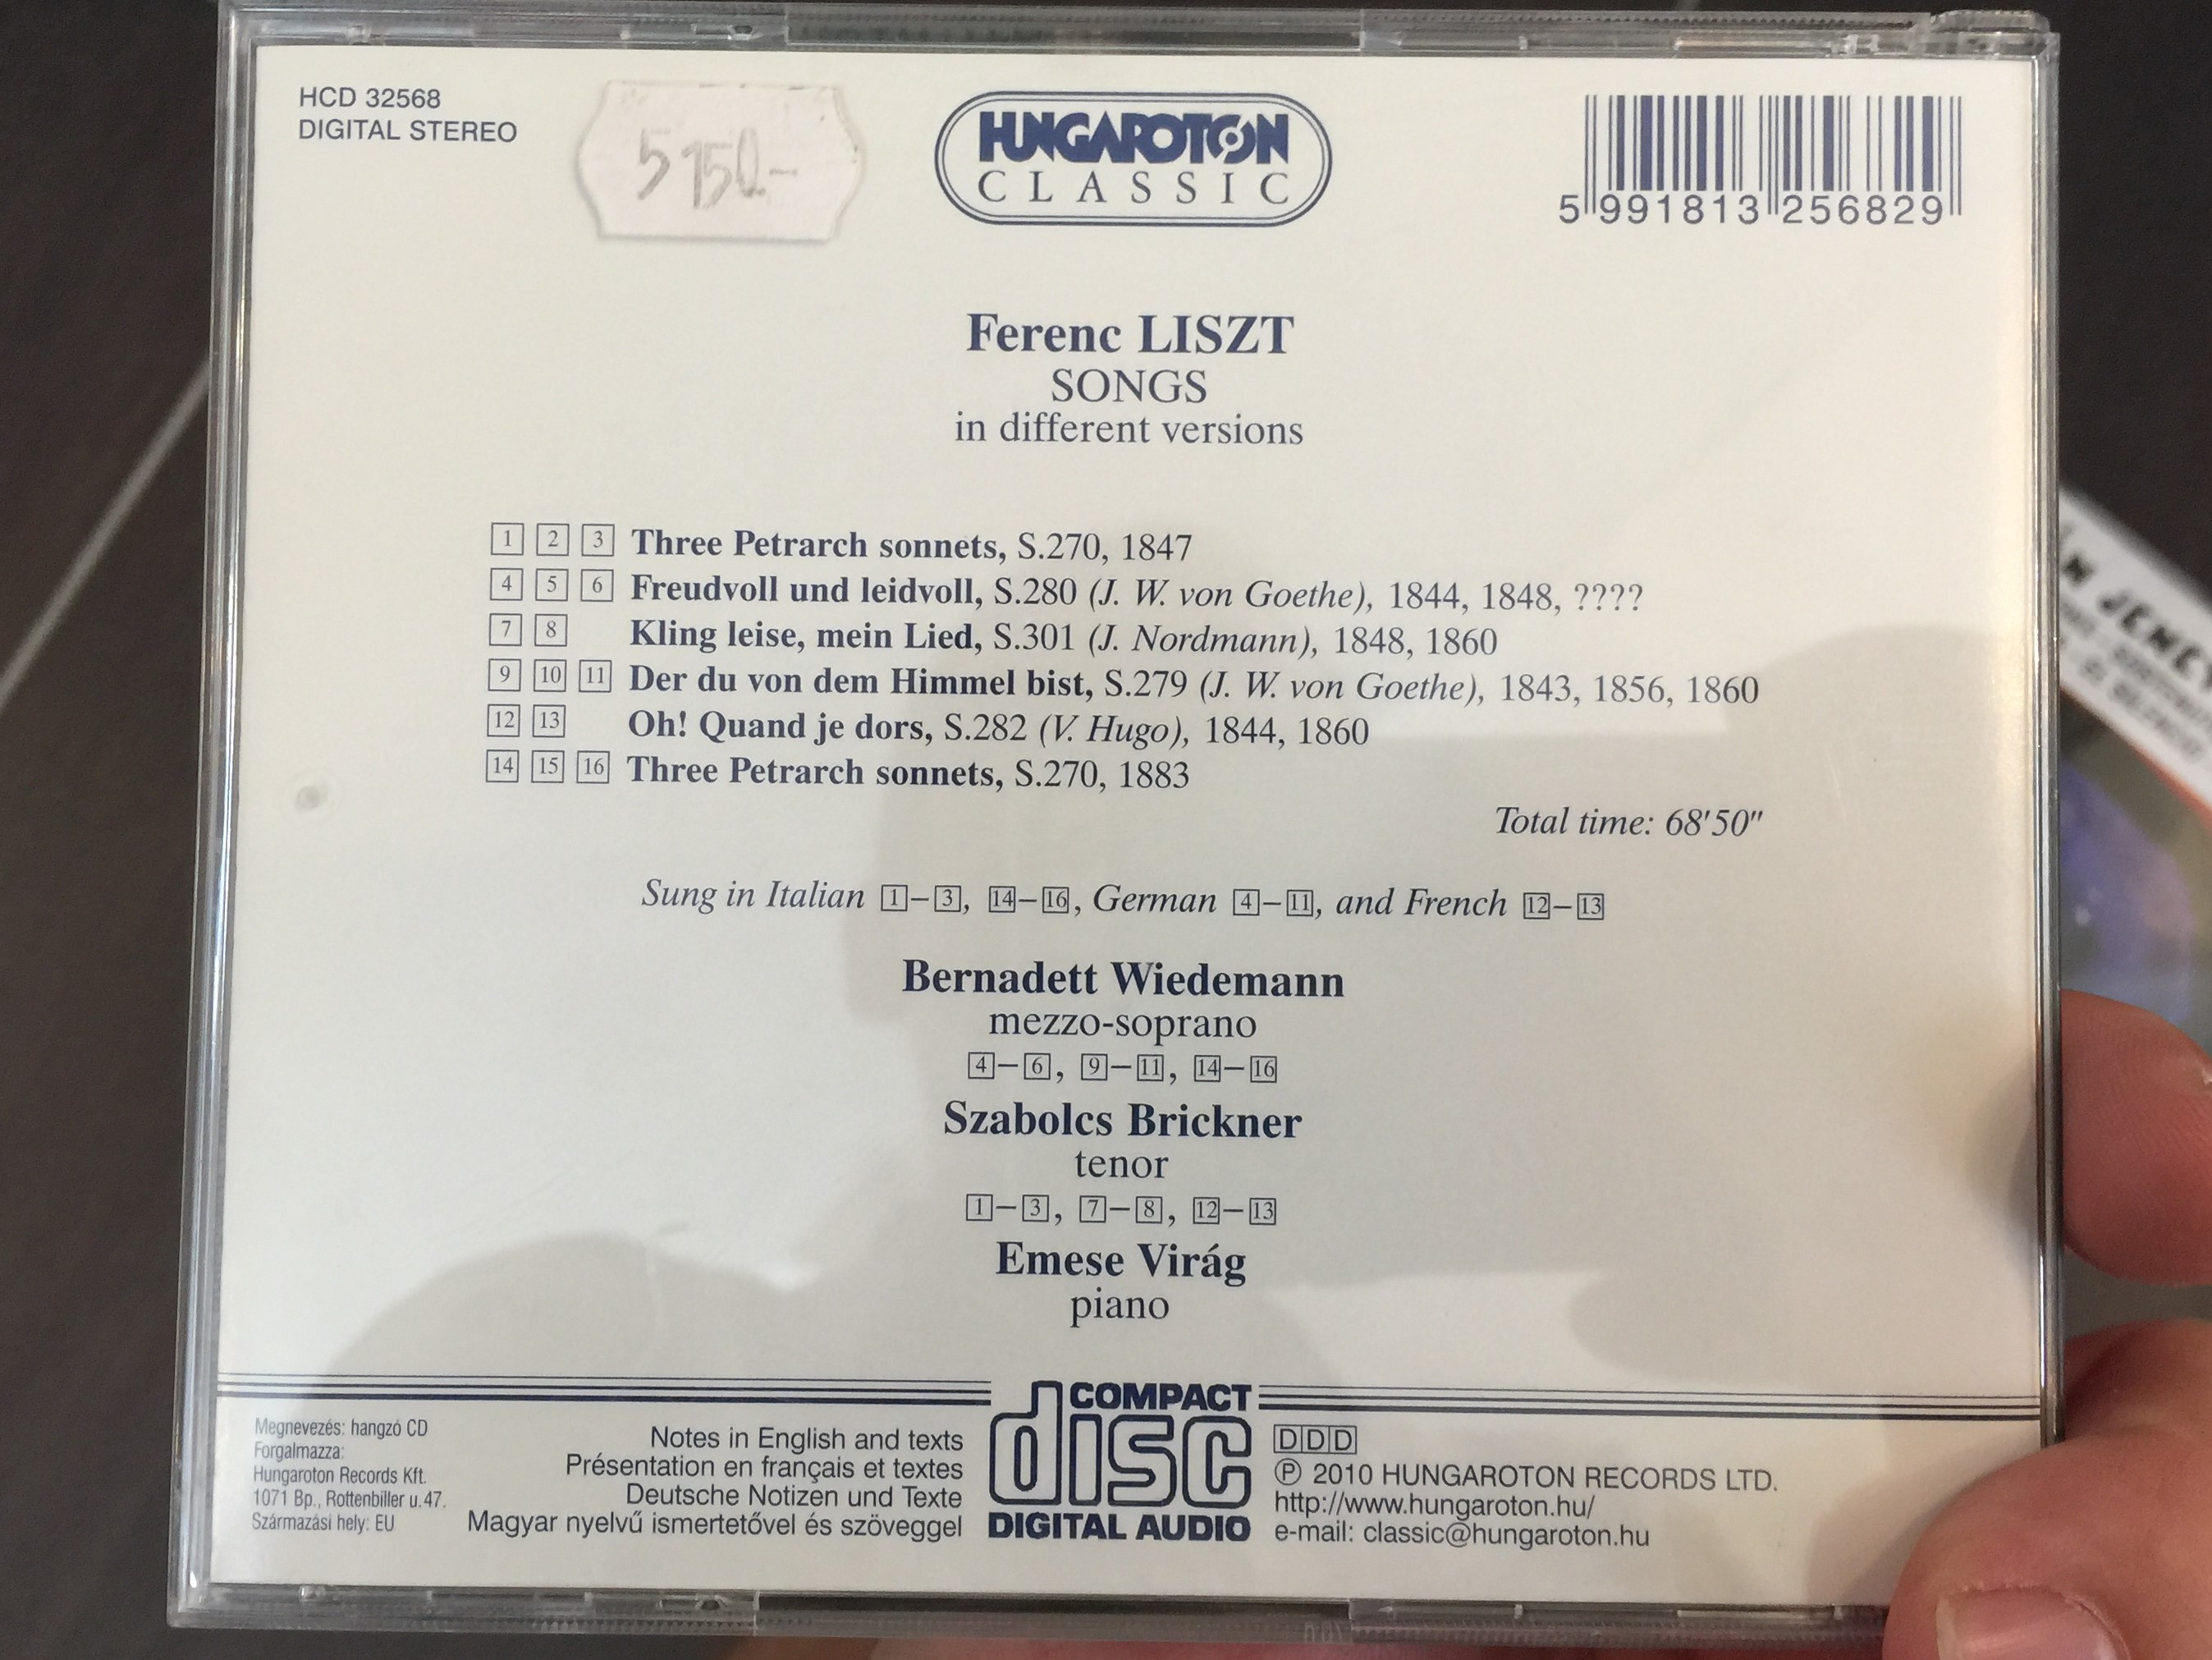 HCD 32568
DIGITAL STEREO
5 150.-
HUNGAROTON
CLASSIC
5 991813 256829
Ferenc LISZT
SONGS
in different versions
1 2 3 Three Petrarch sonnets, S.270, 1847
4 5 6 Freudvoll und leidvoll, S.280 (J. W. von Goethe), 1844, 1848, ????
7 8 Kling leise, mein Lied, S.301 (J. Nordmann), 1848, 1860
9 10 11 Der du von dem Himmel bist, S.279 (J. W. von Goethe), 1843, 1856, 1860
12 13 Oh! Quand je dors, S.282 (V. Hugo), 1844, 1860
14 15 16 Three Petrarch sonnets, S.270, 1883
Total time: 68'50"
Sung in Italian 1–3, 14–16, German 4–11, and French 12–13
Bernadett Wiedemann
mezzo-soprano
4–6, 9–11, 14–16
Szabolcs Brickner
tenor
1–3, 7–8, 12–13
Emese Virág
piano
Megnevezés: hangzó CD
Forgalmazza:
Hungaroton Records Kft.
1071 Bp., Rottenbiller u.47.
Származási hely: EU
Notes in English and texts
Présentation en français et textes
Deutsche Notizen und Texte
Magyar nyelvű ismertetővel és szöveggel
COMPACT
disc
DIGITAL AUDIO
DDD
℗ 2010 HUNGAROTON RECORDS LTD.
http://www.hungaroton.hu/
e-mail: classic@hungaroton.hu